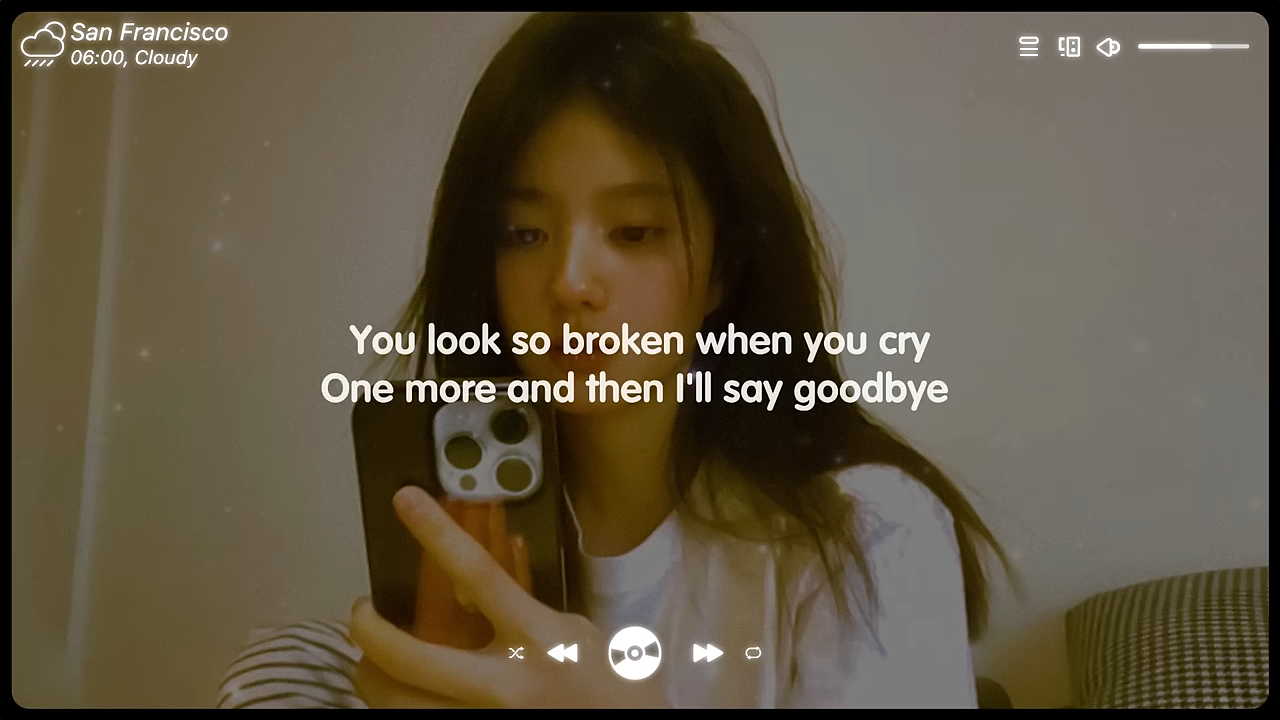 San Francisco
06:00, Cloudy
You look so broken when you cry
One more and then I'll say goodbye